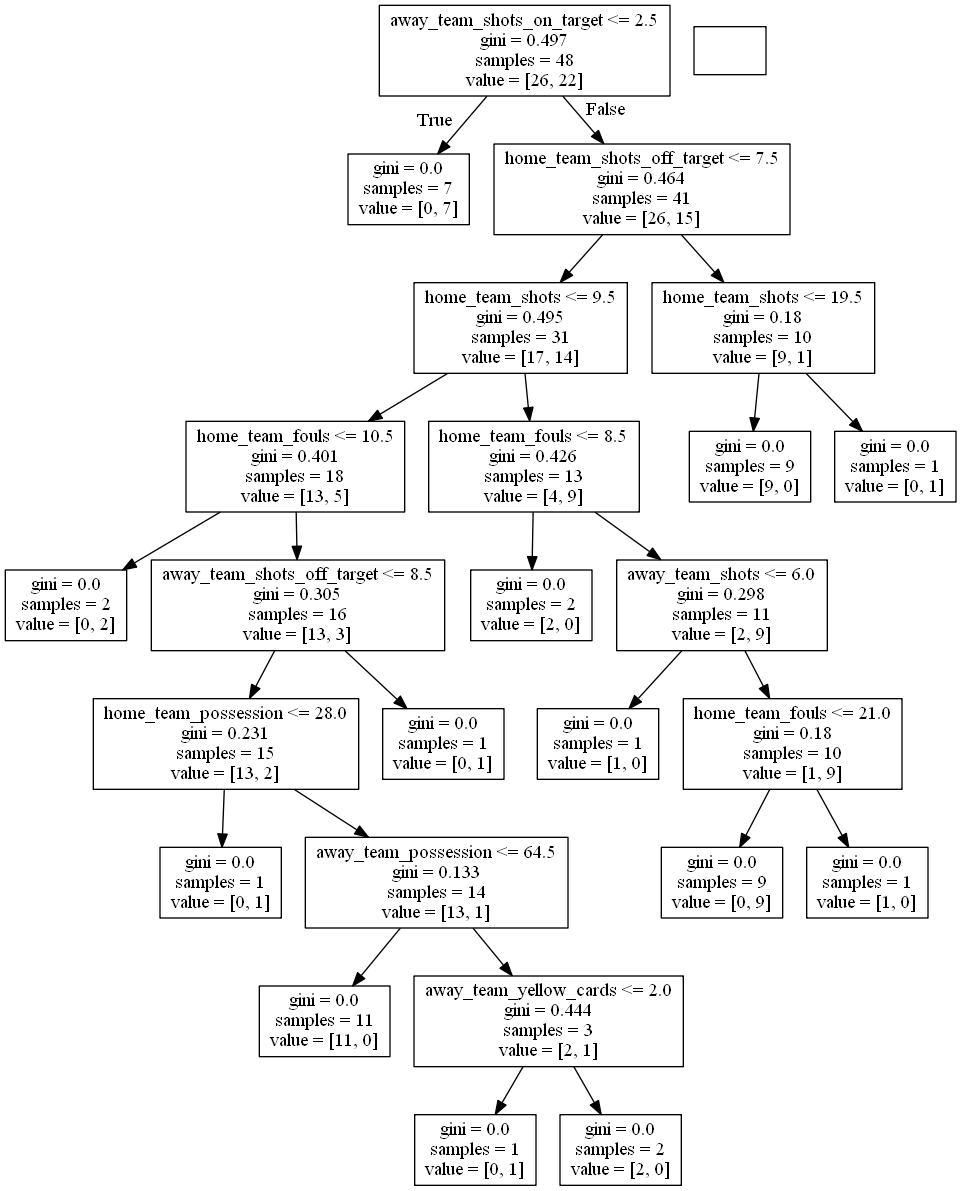 away_team_shots_on_target <= 2.5
gini = 0.497
samples = 48
value = [26, 22]
True
False
gini = 0.0
samples = 7
value = [0, 7]
home_team_shots_off_target <= 7.5
gini = 0.464
samples = 41
value = [26, 15]
home_team_shots <= 9.5
gini = 0.495
samples = 31
value = [17, 14]
home_team_shots <= 19.5
gini = 0.18
samples = 10
value = [9, 1]
home_team_fouls <= 10.5
gini = 0.401
samples = 18
value = [13, 5]
home_team_fouls <= 8.5
gini = 0.426
samples = 13
value = [4, 9]
gini = 0.0
samples = 9
value = [9, 0]
gini = 0.0
samples = 1
value = [0, 1]
gini = 0.0
samples = 2
value = [0, 2]
away_team_shots_off_target <= 8.5
gini = 0.305
samples = 16
value = [13, 3]
gini = 0.0
samples = 2
value = [2, 0]
away_team_shots <= 6.0
gini = 0.298
samples = 11
value = [2, 9]
home_team_possession <= 28.0
gini = 0.231
samples = 15
value = [13, 2]
gini = 0.0
samples = 1
value = [0, 1]
gini = 0.0
samples = 1
value = [1, 0]
home_team_fouls <= 21.0
gini = 0.18
samples = 10
value = [1, 9]
gini = 0.0
samples = 1
value = [0, 1]
away_team_possession <= 64.5
gini = 0.133
samples = 14
value = [13, 1]
gini = 0.0
samples = 9
value = [0, 9]
gini = 0.0
samples = 1
value = [1, 0]
gini = 0.0
samples = 11
value = [11, 0]
away_team_yellow_cards <= 2.0
gini = 0.444
samples = 3
value = [2, 1]
gini = 0.0
samples = 1
value = [0, 1]
gini = 0.0
samples = 2
value = [2, 0]